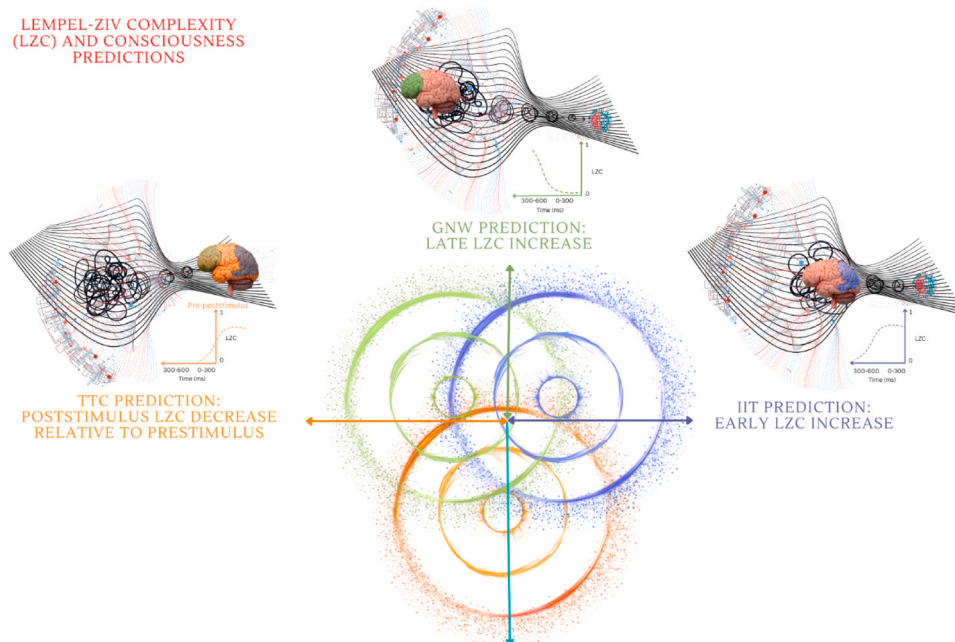 LEMPEL-ZIV COMPLEXITY
(LZC) AND CONSCIOUSNESS
PREDICTIONS
1
LZC
0
300-600 0-300
Time (ms)
GNW PREDICTION:
LATE LZC INCREASE
Pre-poststimulus
1
LZC
0
300-600 0-300
Time (ms)
TTC PREDICTION:
POSTSTIMULUS LZC DECREASE
RELATIVE TO PRESTIMULUS
1
LZC
0
300-600 0-300
Time (ms)
IIT PREDICTION:
EARLY LZC INCREASE